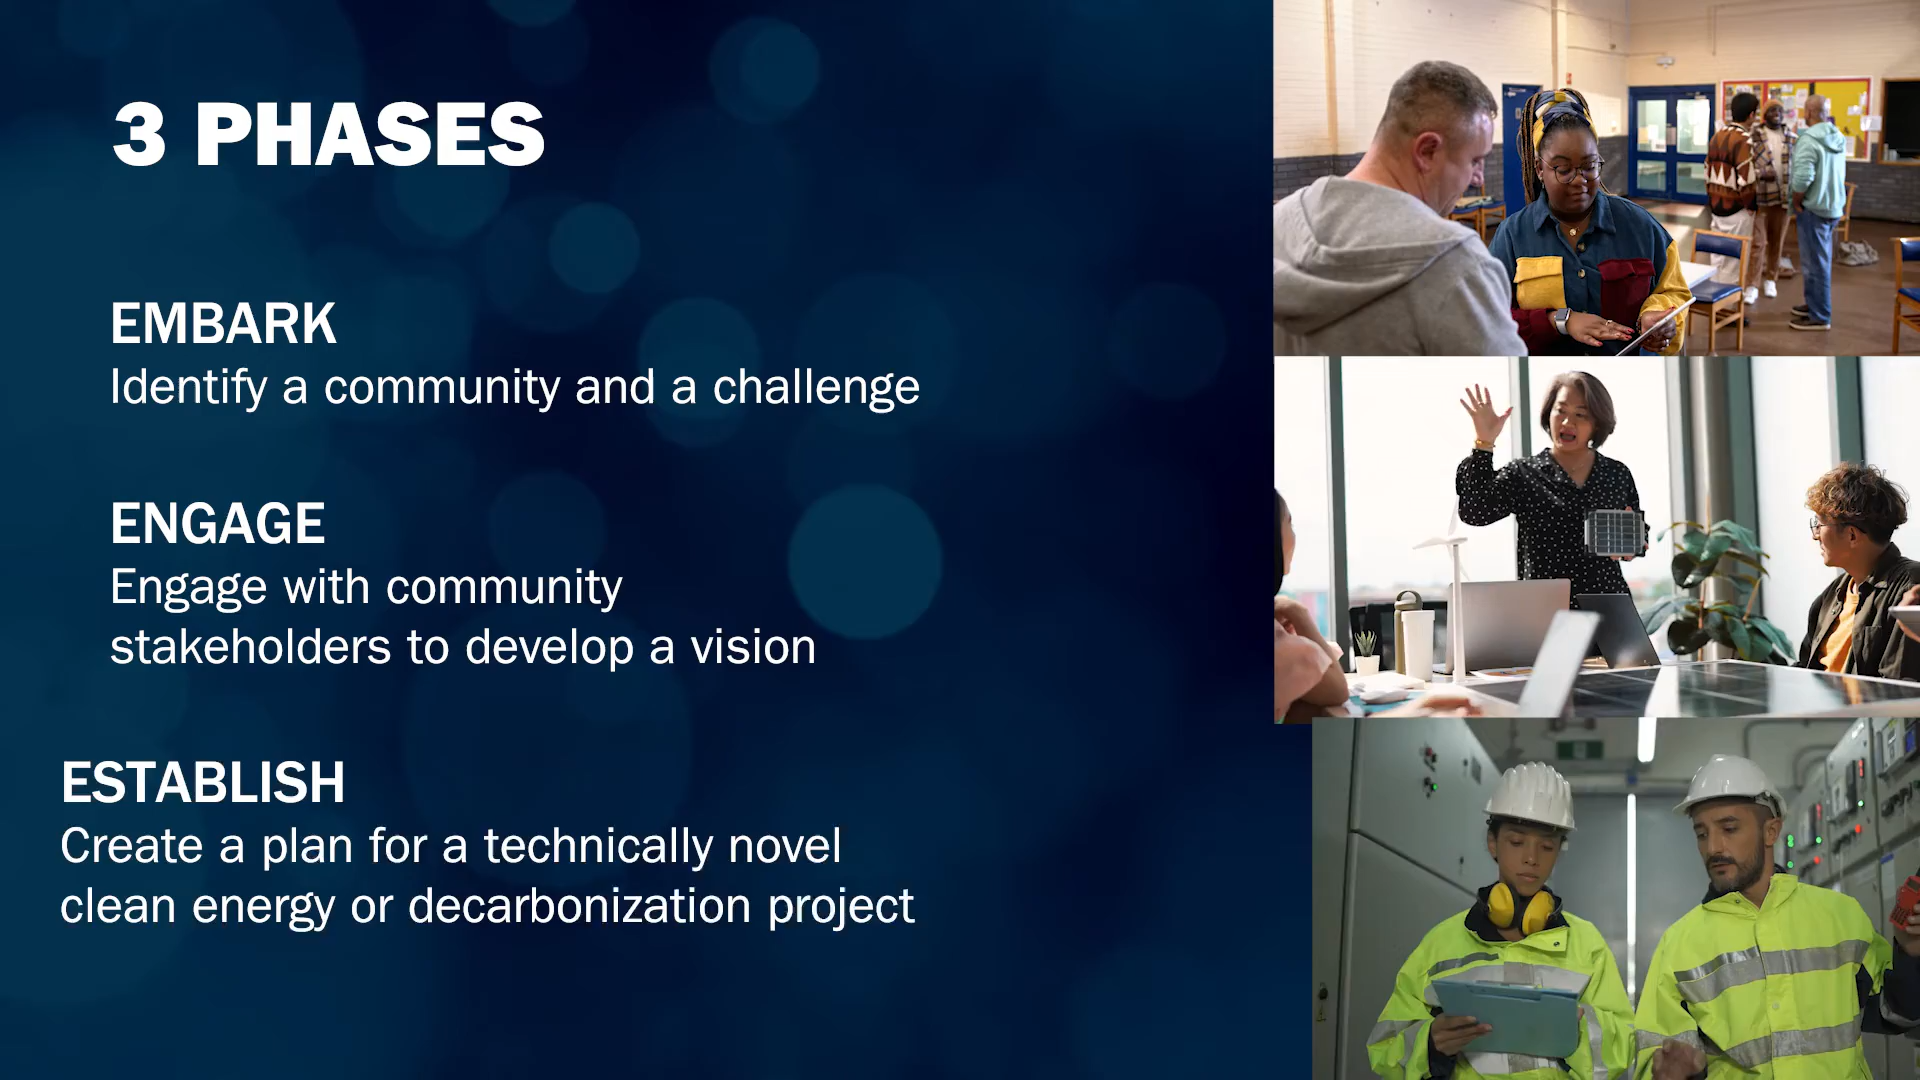 3 PHASES
EMBARK
Identify a community and a challenge
ENGAGE
Engage with community
stakeholders to develop a vision
ESTABLISH
Create a plan for a technically novel
clean energy or decarbonization project